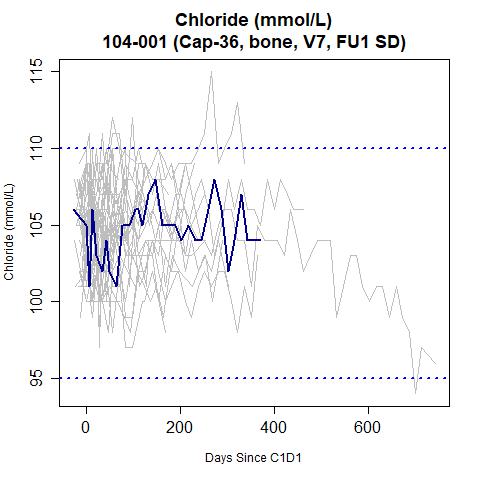 Chloride (mmol/L)
104-001 (Cap-36, bone, V7, FU1 SD)
Chloride (mmol/L)
115
110
105
100
95
0
200
400
600
Days Since C1D1